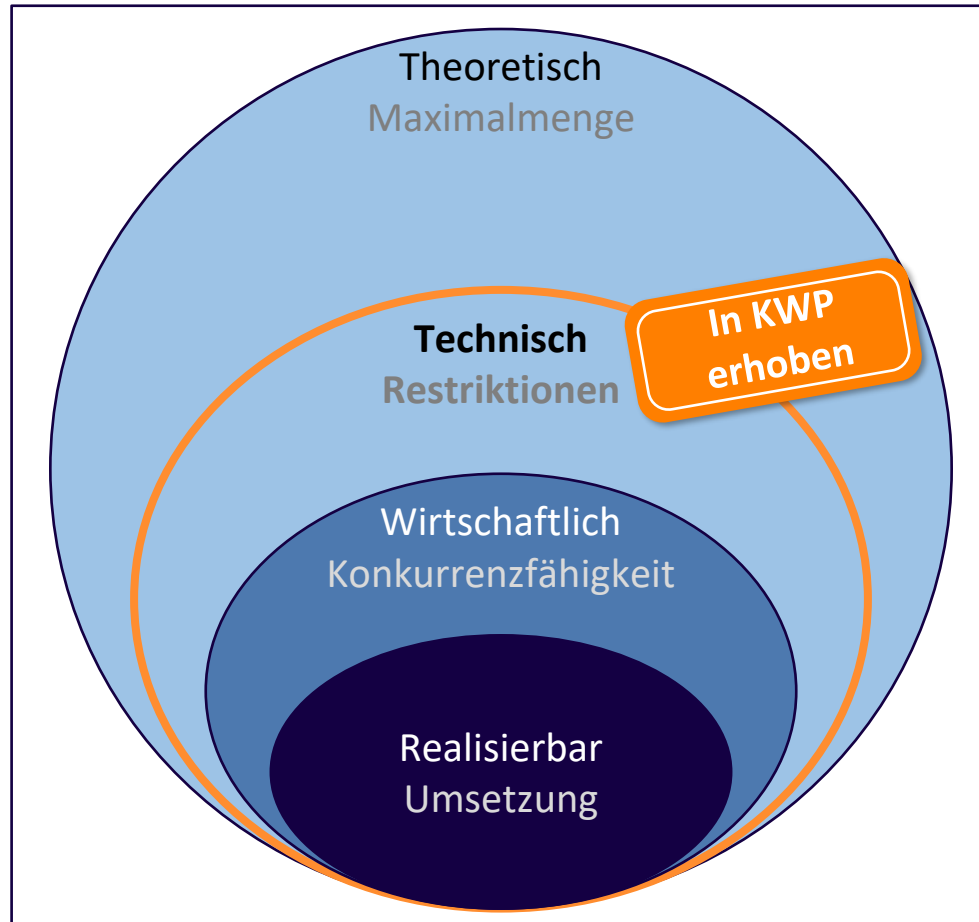 Theoretisch
Maximalmenge
In KWP
erhoben
Technisch
Restriktionen
Wirtschaftlich
Konkurrenzfähigkeit
Realisierbar
Umsetzung